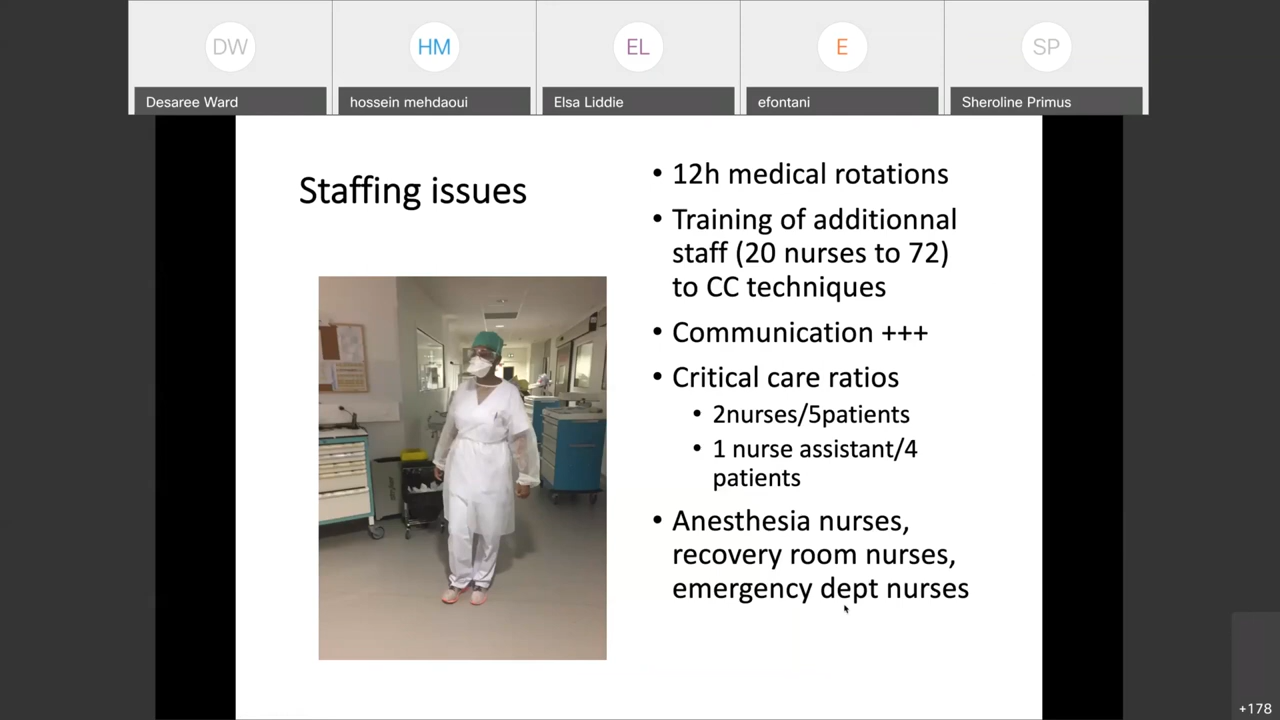 DW
HM
EL
E
SP
Desaree Ward
hossein mehdaoui
Elsa Liddie
efontani
Sheroline Primus
Staffing issues
• 12h medical rotations
• Training of additionnal
staff (20 nurses to 72)
to CC techniques
• Communication +++
• Critical care ratios
• 2nurses/5patients
• 1 nurse assistant/4
patients
• Anesthesia nurses,
recovery room nurses,
emergency dept nurses
+178